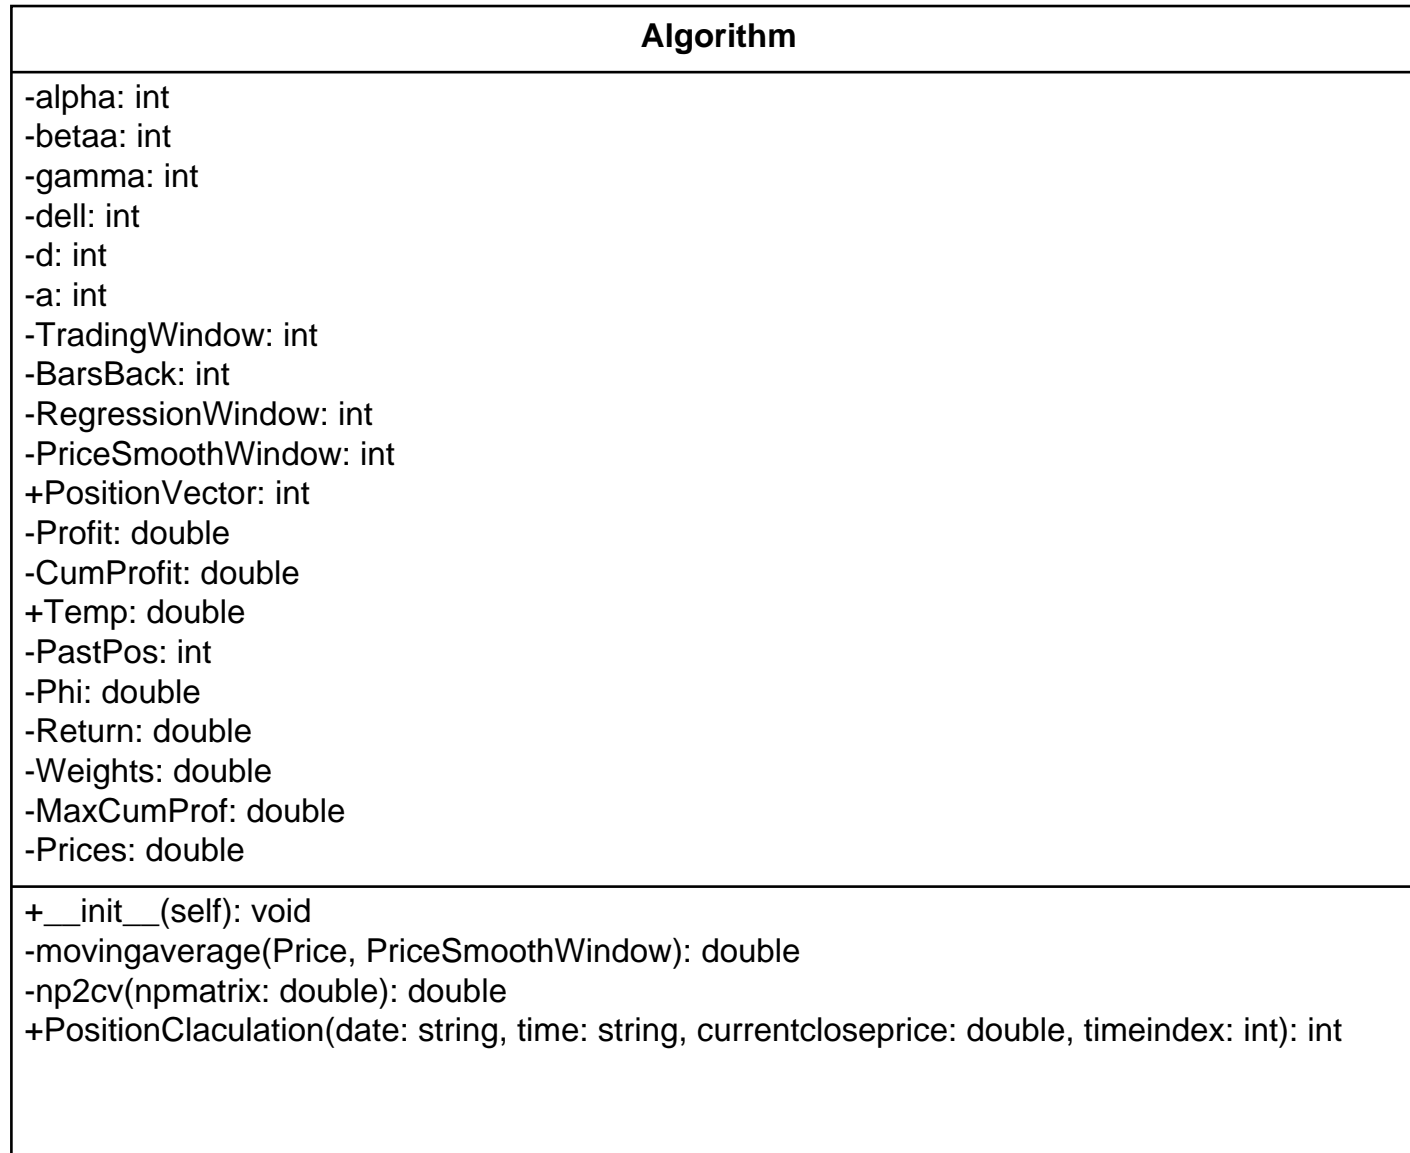 Algorithm
-alpha: int
-betaa: int
-gamma: int
-dell: int
-d: int
-a: int
-TradingWindow: int
-BarsBack: int
-RegressionWindow: int
-PriceSmoothWindow: int
+PositionVector: int
-Profit: double
-CumProfit: double
+Temp: double
-PastPos: int
-Phi: double
-Return: double
-Weights: double
-MaxCumProf: double
-Prices: double
+__init__(self): void
-movingaverage(Price, PriceSmoothWindow): double
-np2cv(npmatrix: double): double
+PositionClaculation(date: string, time: string, currentcloseprice: double, timeindex: int): int